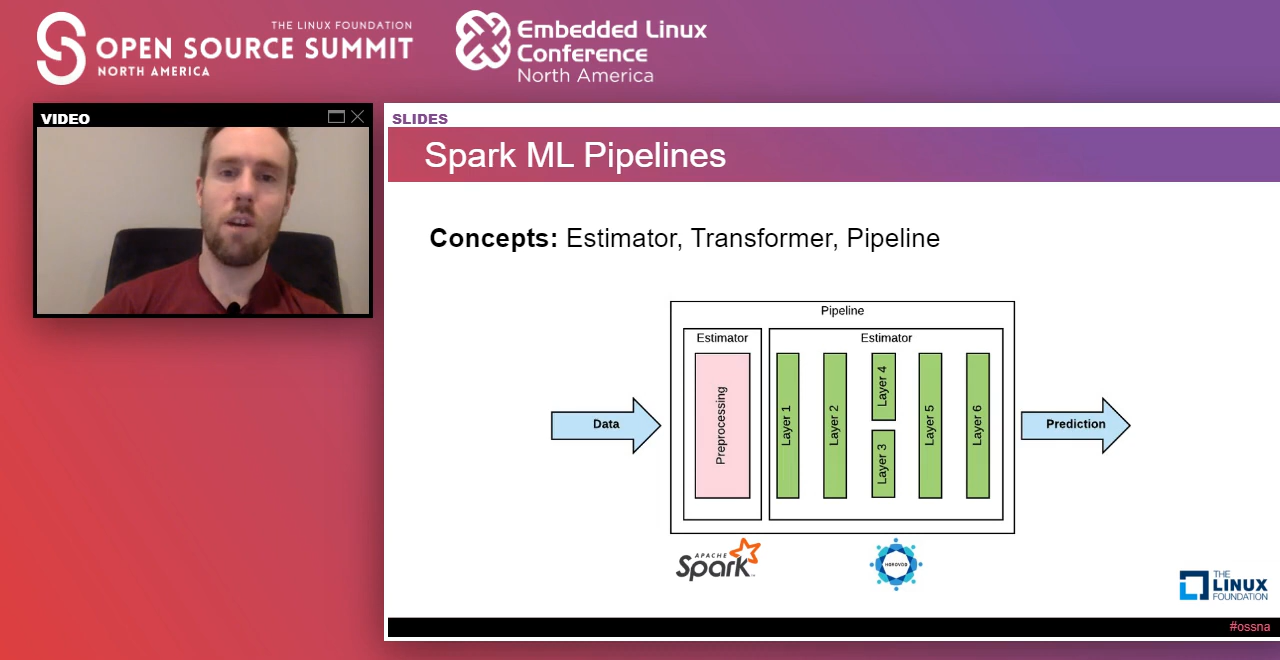 THE LINUX FOUNDATION
OPEN SOURCE SUMMIT
NORTH AMERICA
Embedded Linux
Conference
North America
VIDEO
SLIDES
Spark ML Pipelines
Concepts: Estimator, Transformer, Pipeline
Pipeline
Estimator
Estimator
Data
Preprocessing
Layer 1
Layer 2
Layer 4
Layer 3
Layer 5
Layer 6
Prediction
APACHE
Spark
HOROVOD
THE
LINUX
FOUNDATION
#ossna